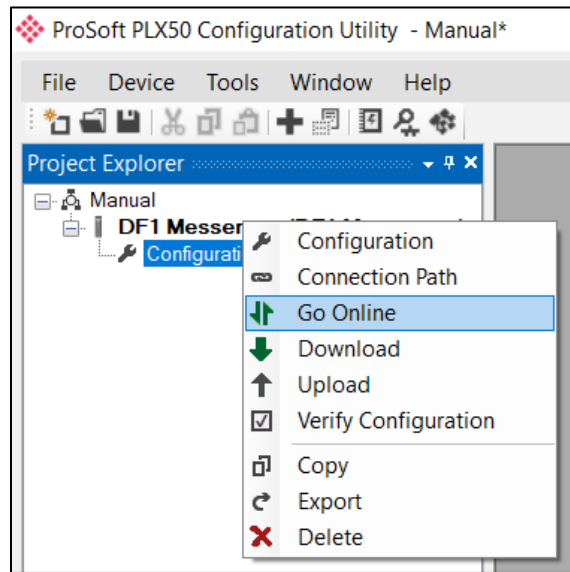 ProSoft PLX50 Configuration Utility - Manual*
File Device Tools Window Help
Project Explorer
Manual
DF1 Messer
Configurati
Configuration
Connection Path
Go Online
Download
Upload
Verify Configuration
Copy
Export
Delete